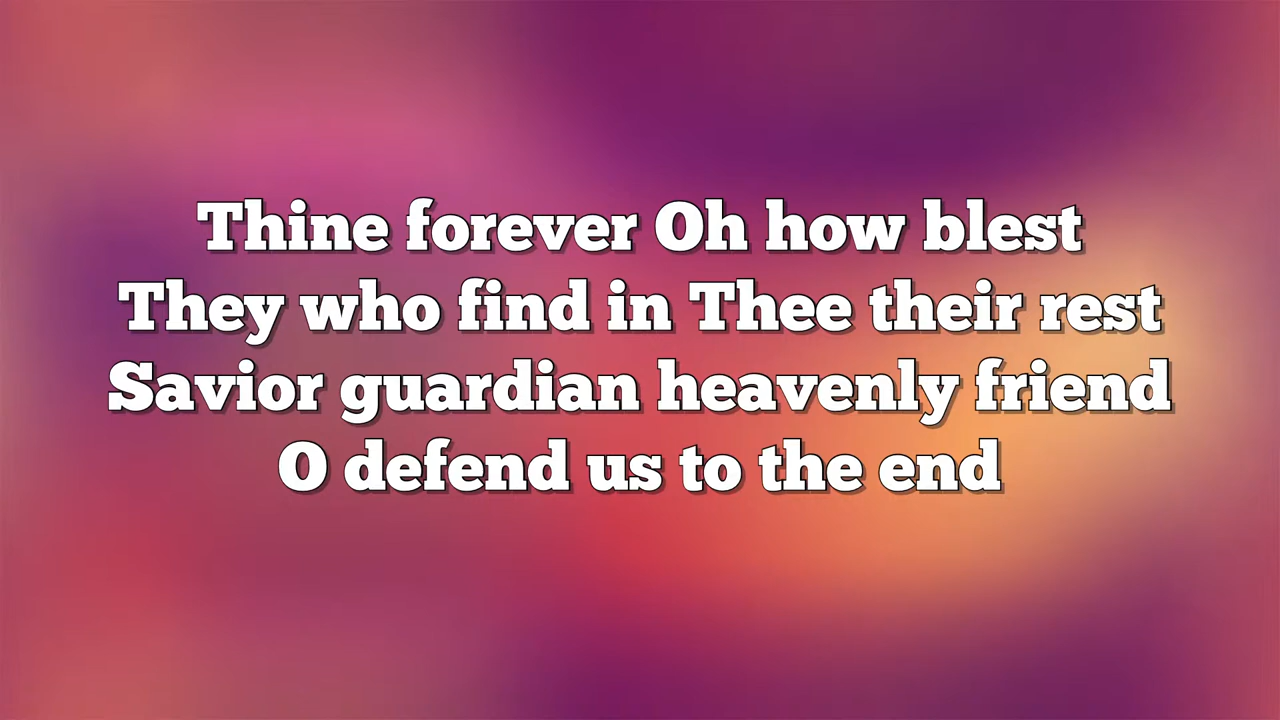 Thine forever Oh how blest
They who find in Thee their rest
Savior guardian heavenly friend
O defend us to the end